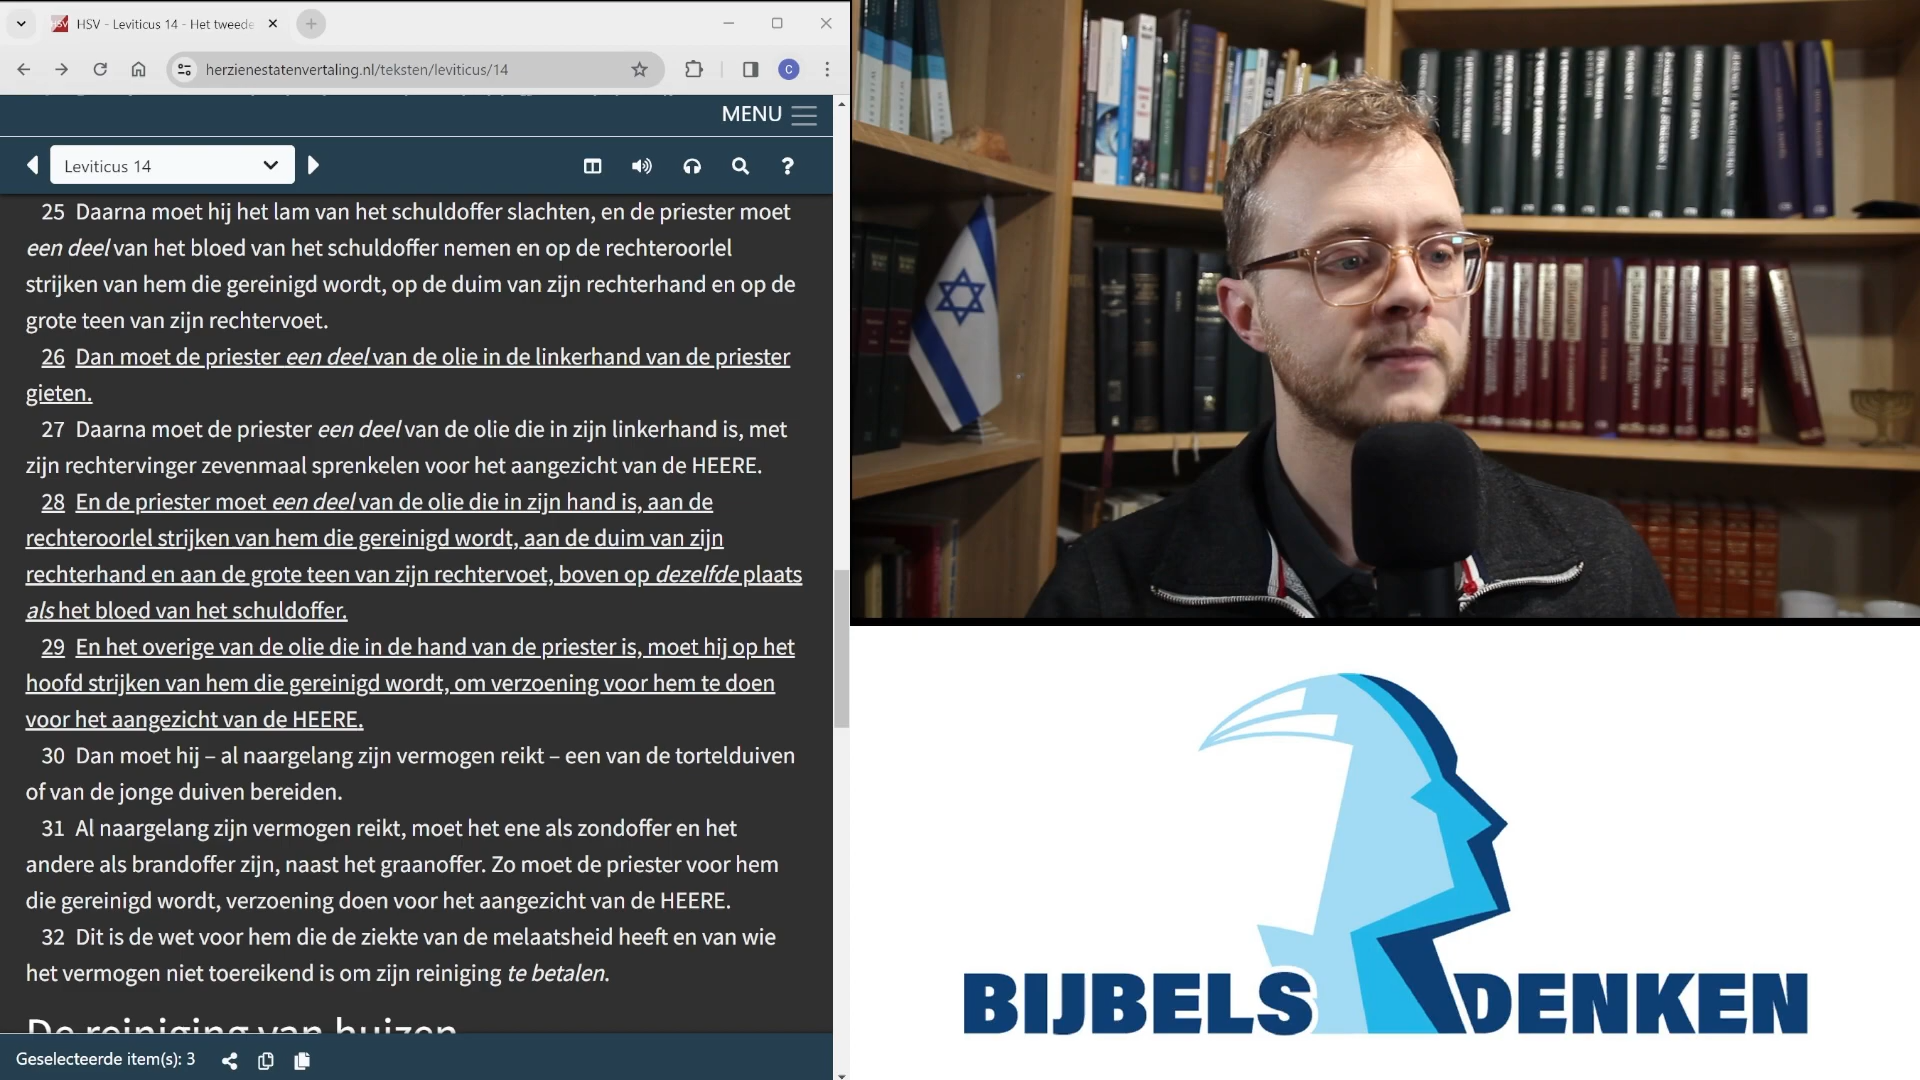 HSV - Leviticus 14 - Het tweede
herzienestatenvertaling.nl/teksten/leviticus/14
C
MENU
Leviticus 14
25 Daarna moet hij het lam van het schuldoffer slachten, en de priester moet
een deel van het bloed van het schuldoffer nemen en op de rechteroorlel
strijken van hem die gereinigd wordt, op de duim van zijn rechterhand en op de
grote teen van zijn rechtervoet.
26 Dan moet de priester een deel van de olie in de linkerhand van de priester
gieten.
27 Daarna moet de priester een deel van de olie die in zijn linkerhand is, met
zijn rechtervinger zevenmaal sprenkelen voor het aangezicht van de HEERE.
28 En de priester moet een deel van de olie die in zijn hand is, aan de
rechteroorlel strijken van hem die gereinigd wordt, aan de duim van zijn
rechterhand en aan de grote teen van zijn rechtervoet, boven op dezelfde plaats
als het bloed van het schuldoffer.
29 En het overige van de olie die in de hand van de priester is, moet hij op het
hoofd strijken van hem die gereinigd wordt, om verzoening voor hem te doen
voor het aangezicht van de HEERE.
30 Dan moet hij – al naargelang zijn vermogen reikt – een van de tortelduiven
of van de jonge duiven bereiden.
31 Al naargelang zijn vermogen reikt, moet het ene als zondoffer en het
andere als brandoffer zijn, naast het graanoffer. Zo moet de priester voor hem
die gereinigd wordt, verzoening doen voor het aangezicht van de HEERE.
32 Dit is de wet voor hem die de ziekte van de melaatsheid heeft en van wie
het vermogen niet toereikend is om zijn reiniging te betalen.
De reiniging van huizen
Geselecteerde item(s): 3
BIJBELS DENKEN